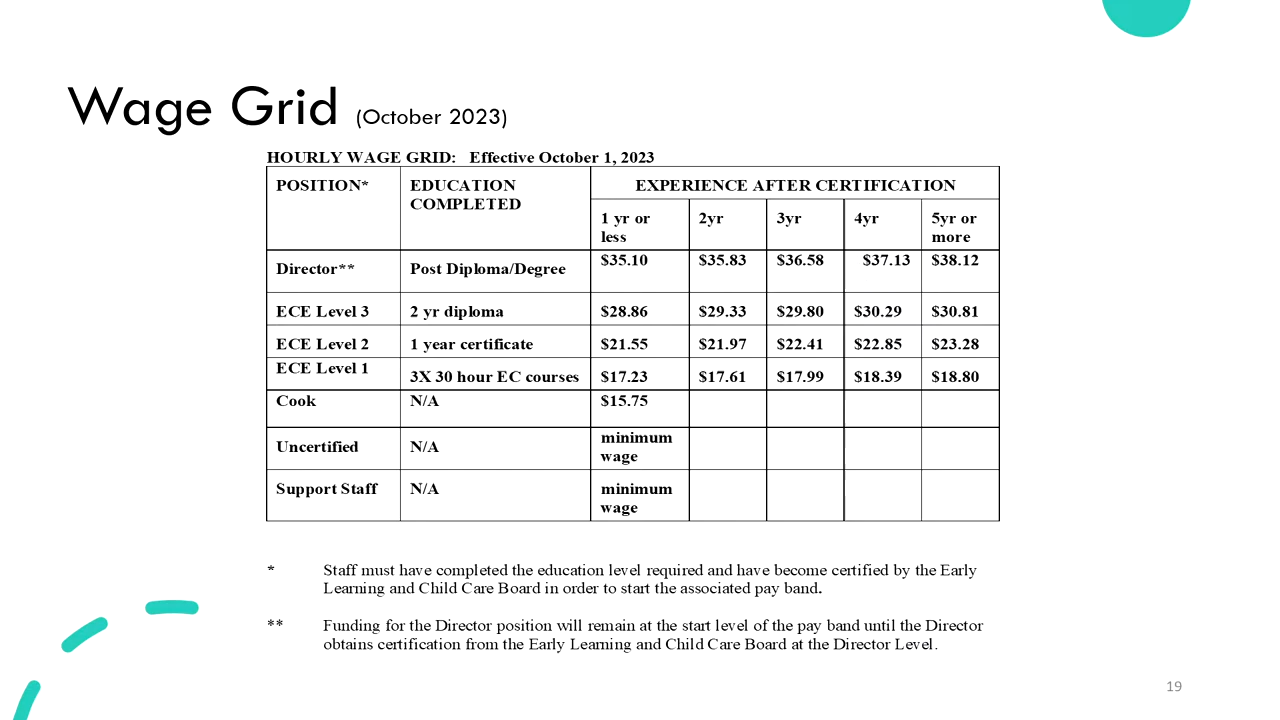 Wage Grid (October 2023)
HOURLY WAGE GRID: Effective October 1, 2023
POSITION* EDUCATION COMPLETED EXPERIENCE AFTER CERTIFICATION
1 yr or less 2yr 3yr 4yr 5yr or more
Director** Post Diploma/Degree $35.10 $35.83 $36.58 $37.13 $38.12
ECE Level 3 2 yr diploma $28.86 $29.33 $29.80 $30.29 $30.81
ECE Level 2 1 year certificate $21.55 $21.97 $22.41 $22.85 $23.28
ECE Level 1 3X 30 hour EC courses $17.23 $17.61 $17.99 $18.39 $18.80
Cook N/A $15.75
Uncertified N/A minimum wage
Support Staff N/A minimum wage
* Staff must have completed the education level required and have become certified by the Early
Learning and Child Care Board in order to start the associated pay band.
** Funding for the Director position will remain at the start level of the pay band until the Director
obtains certification from the Early Learning and Child Care Board at the Director Level.
19